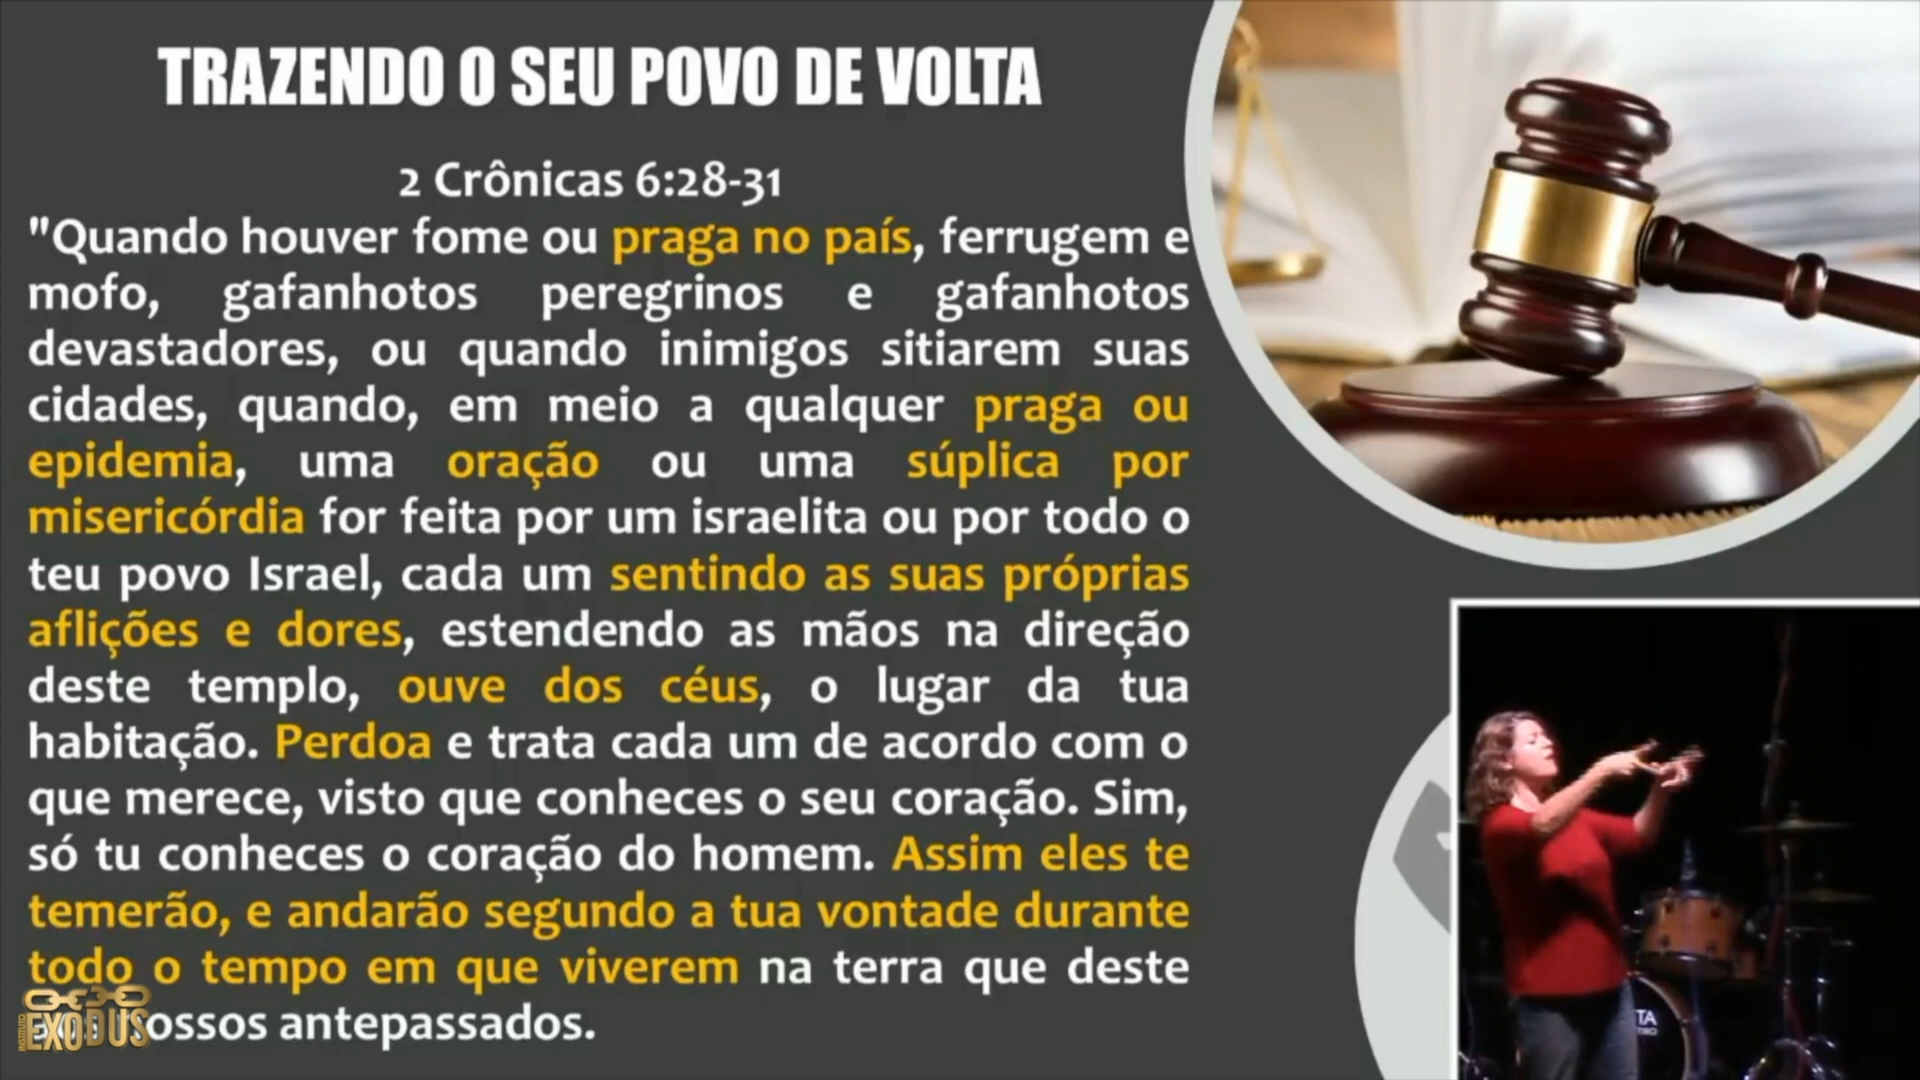 TRAZENDO O SEU POVO DE VOLTA
2 Crônicas 6:28-31
"Quando houver fome ou praga no país, ferrugem e
mofo, gafanhotos peregrinos e gafanhotos
devastadores, ou quando inimigos sitiarem suas
cidades, quando, em meio a qualquer praga ou
epidemia, uma oração ou uma súplica por
misericórdia for feita por um israelita ou por todo o
teu povo Israel, cada um sentindo as suas próprias
aflições e dores, estendendo as mãos na direção
deste templo, ouve dos céus, o lugar da tua
habitação. Perdoa e trata cada um de acordo com o
que merece, visto que conheces o seu coração. Sim,
só tu conheces o coração do homem. Assim eles te
temerão, e andarão segundo a tua vontade durante
todo o tempo em que viverem na terra que deste
antepassados.
INSTITUTO
EXODUS